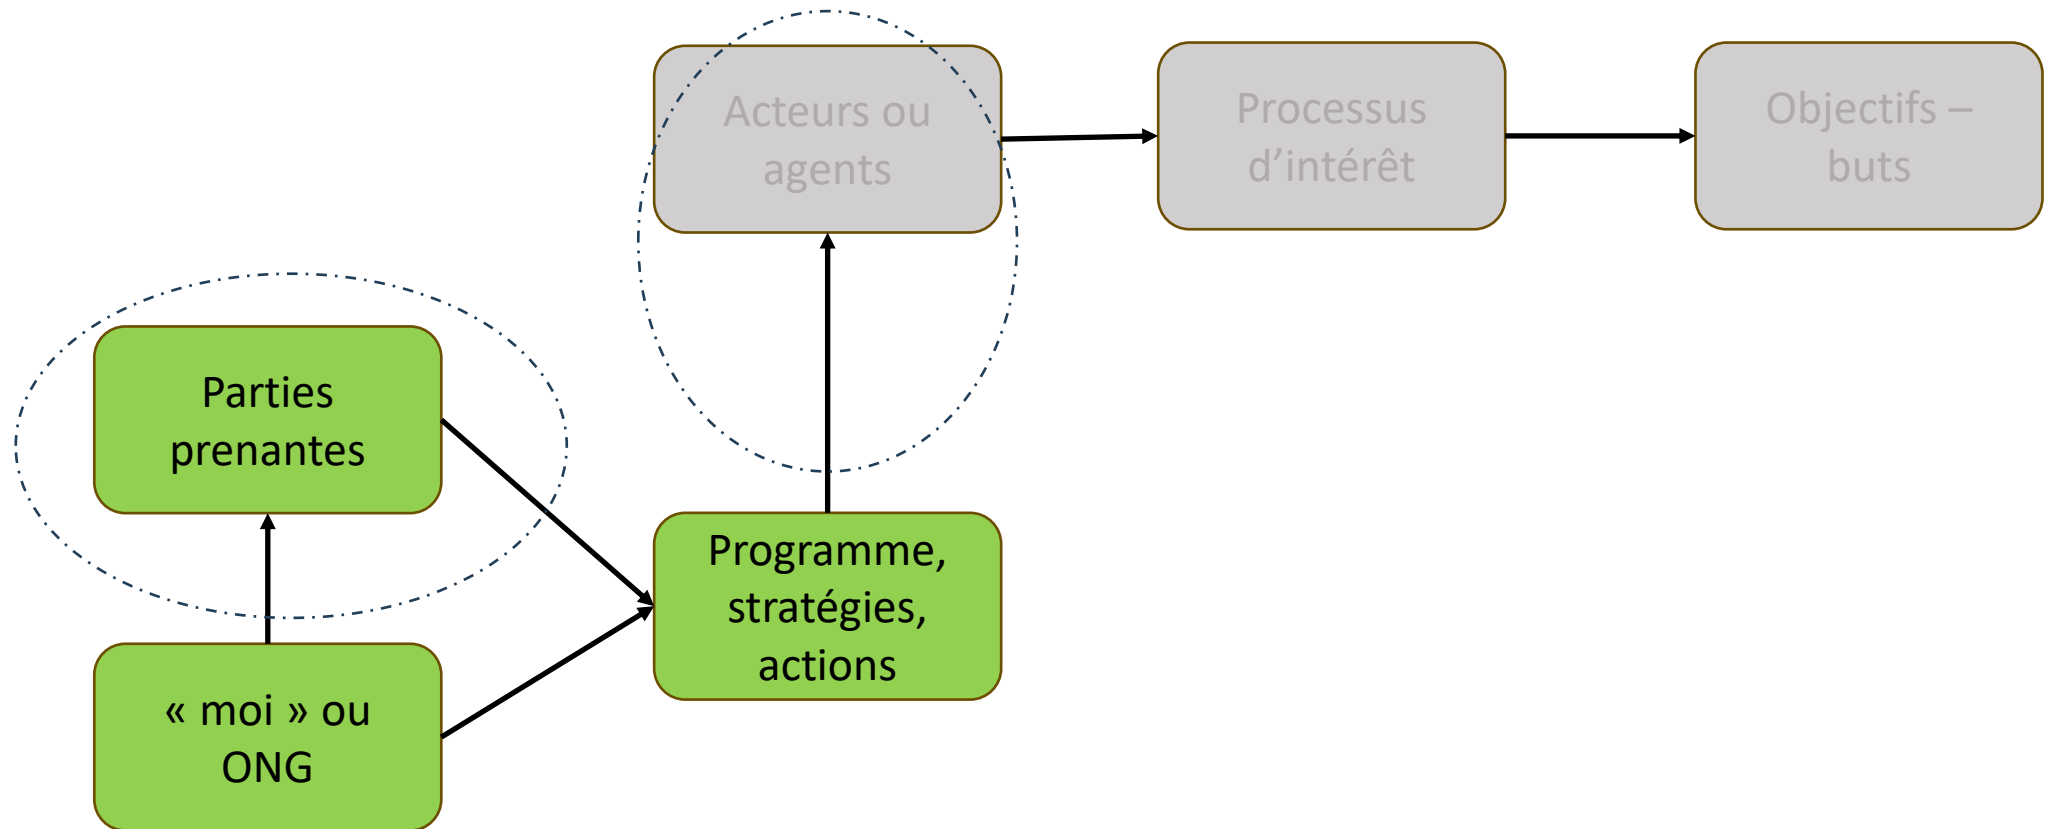 Acteurs ou
agents
Processus
d’intérêt
Objectifs –
buts
Parties
prenantes
Programme,
stratégies,
actions
« moi » ou
ONG